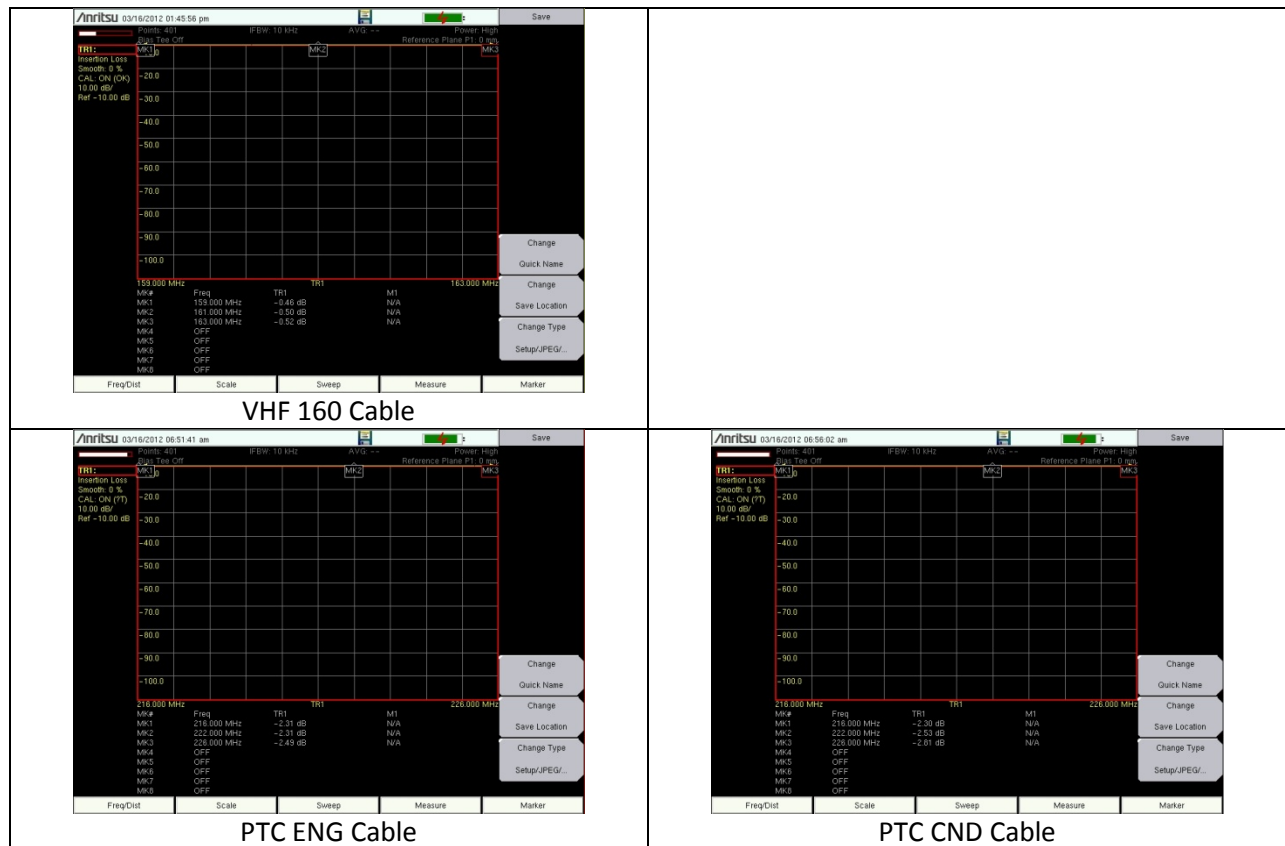 Anritsu 03/16/2012 01:45:56 pm
Save
Points: 401 IFBW: 10 kHz AVG: -- Power: High
Bias Tee Off Reference Plane P1: 0 mm
TR1: MK1 0 MK2 MK3
Insertion Loss
Smooth: 0 %
CAL: ON (OK)
10.00 dB/
Ref -10.00 dB
-20.0
-30.0
-40.0
-50.0
-60.0
-70.0
-80.0
-90.0
-100.0
Change
Quick Name
159.000 MHz TR1 163.000 MHz
MK# Freq TR1 M1
MK1 159.000 MHz -0.46 dB N/A
MK2 161.000 MHz -0.50 dB N/A
MK3 163.000 MHz -0.52 dB N/A
MK4 OFF
MK5 OFF
MK6 OFF
MK7 OFF
MK8 OFF
Change
Save Location
Change Type
Setup/JPEG/...
Freq/Dist Scale Sweep Measure Marker
VHF 160 Cable
Anritsu 03/16/2012 06:51:41 am
Save
Points: 401 IFBW: 10 kHz AVG: -- Power: High
Bias Tee Off Reference Plane P1: 0 mm
TR1: MK1 0 MK2 MK3
Insertion Loss
Smooth: 0 %
CAL: ON (?T)
10.00 dB/
Ref -10.00 dB
-20.0
-30.0
-40.0
-50.0
-60.0
-70.0
-80.0
-90.0
-100.0
Change
Quick Name
216.000 MHz TR1 226.000 MHz
MK# Freq TR1 M1
MK1 216.000 MHz -2.31 dB N/A
MK2 222.000 MHz -2.31 dB N/A
MK3 226.000 MHz -2.49 dB N/A
MK4 OFF
MK5 OFF
MK6 OFF
MK7 OFF
MK8 OFF
Change
Save Location
Change Type
Setup/JPEG/...
Freq/Dist Scale Sweep Measure Marker
PTC ENG Cable
Anritsu 03/16/2012 06:56:02 am
Save
Points: 401 IFBW: 10 kHz AVG: -- Power: High
Bias Tee Off Reference Plane P1: 0 mm
TR1: MK1 0 MK2 MK3
Insertion Loss
Smooth: 0 %
CAL: ON (?T)
10.00 dB/
Ref -10.00 dB
-20.0
-30.0
-40.0
-50.0
-60.0
-70.0
-80.0
-90.0
-100.0
Change
Quick Name
216.000 MHz TR1 226.000 MHz
MK# Freq TR1 M1
MK1 216.000 MHz -2.30 dB N/A
MK2 222.000 MHz -2.53 dB N/A
MK3 226.000 MHz -2.81 dB N/A
MK4 OFF
MK5 OFF
MK6 OFF
MK7 OFF
MK8 OFF
Change
Save Location
Change Type
Setup/JPEG/...
Freq/Dist Scale Sweep Measure Marker
PTC CND Cable